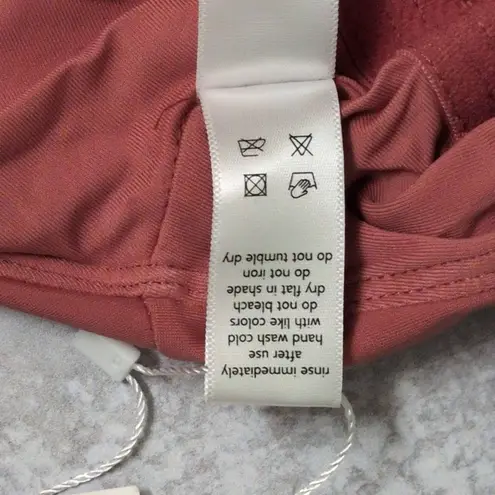 rinse immediately
after use
hand wash cold
with like colors
do not bleach
dry flat in shade
do not iron
do not tumble dry